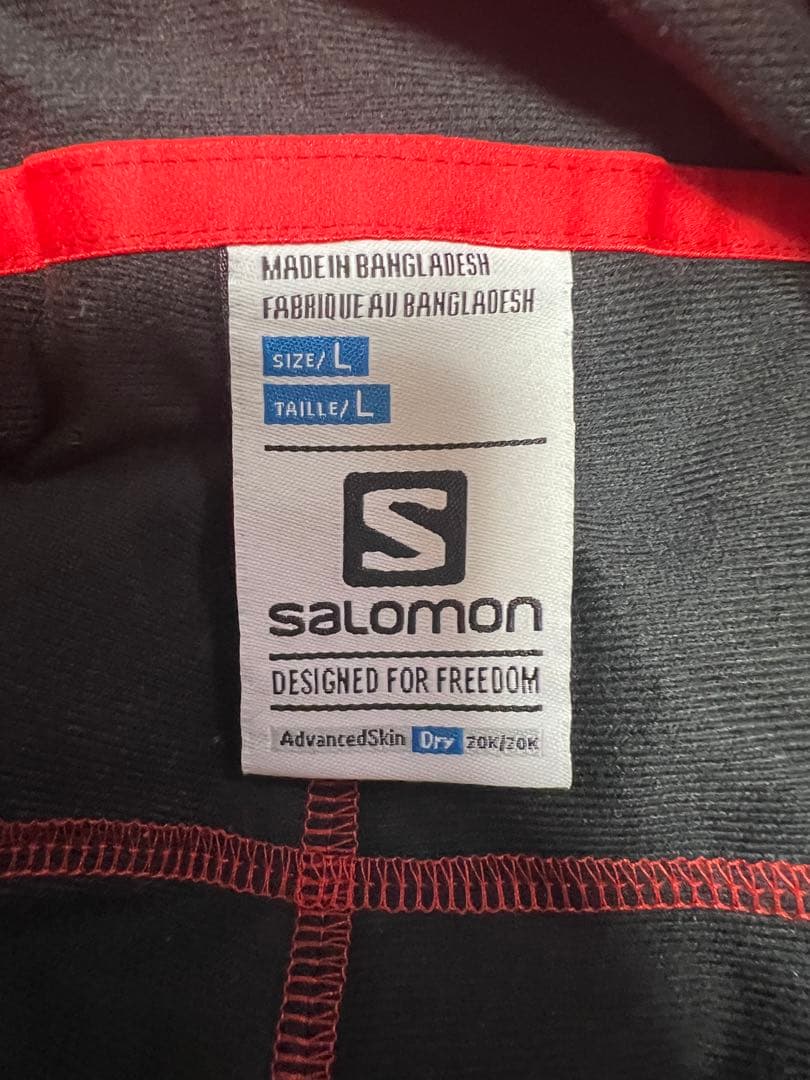 MADE IN BANGLADESH
FABRIQUE AU BANGLADESH
SIZE/L
TAILLE/L
S
SALOMON
DESIGNED FOR FREEDOM
AdvancedSkin Dry 20K/20K